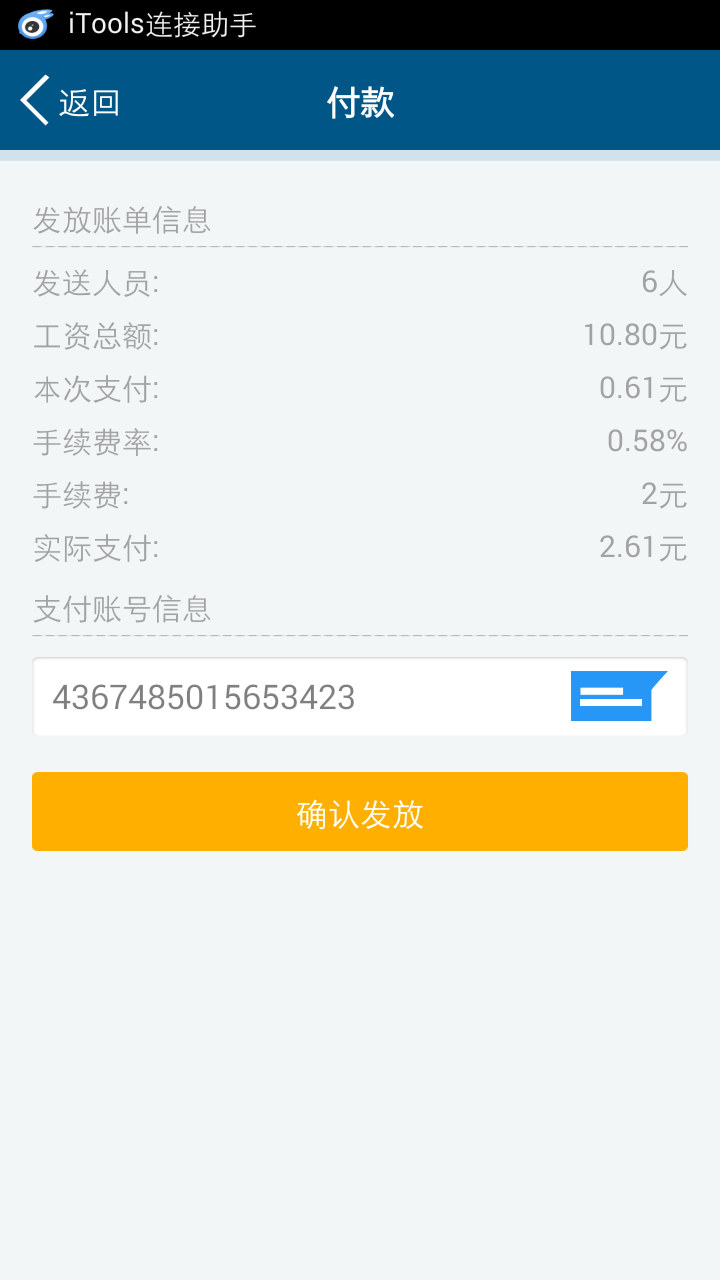 iTools连接助手
返回
付款
发放账单信息
发送人员: 6人
工资总额: 10.80元
本次支付: 0.61元
手续费率: 0.58%
手续费: 2元
实际支付: 2.61元
支付账号信息
4367485015653423
确认发放